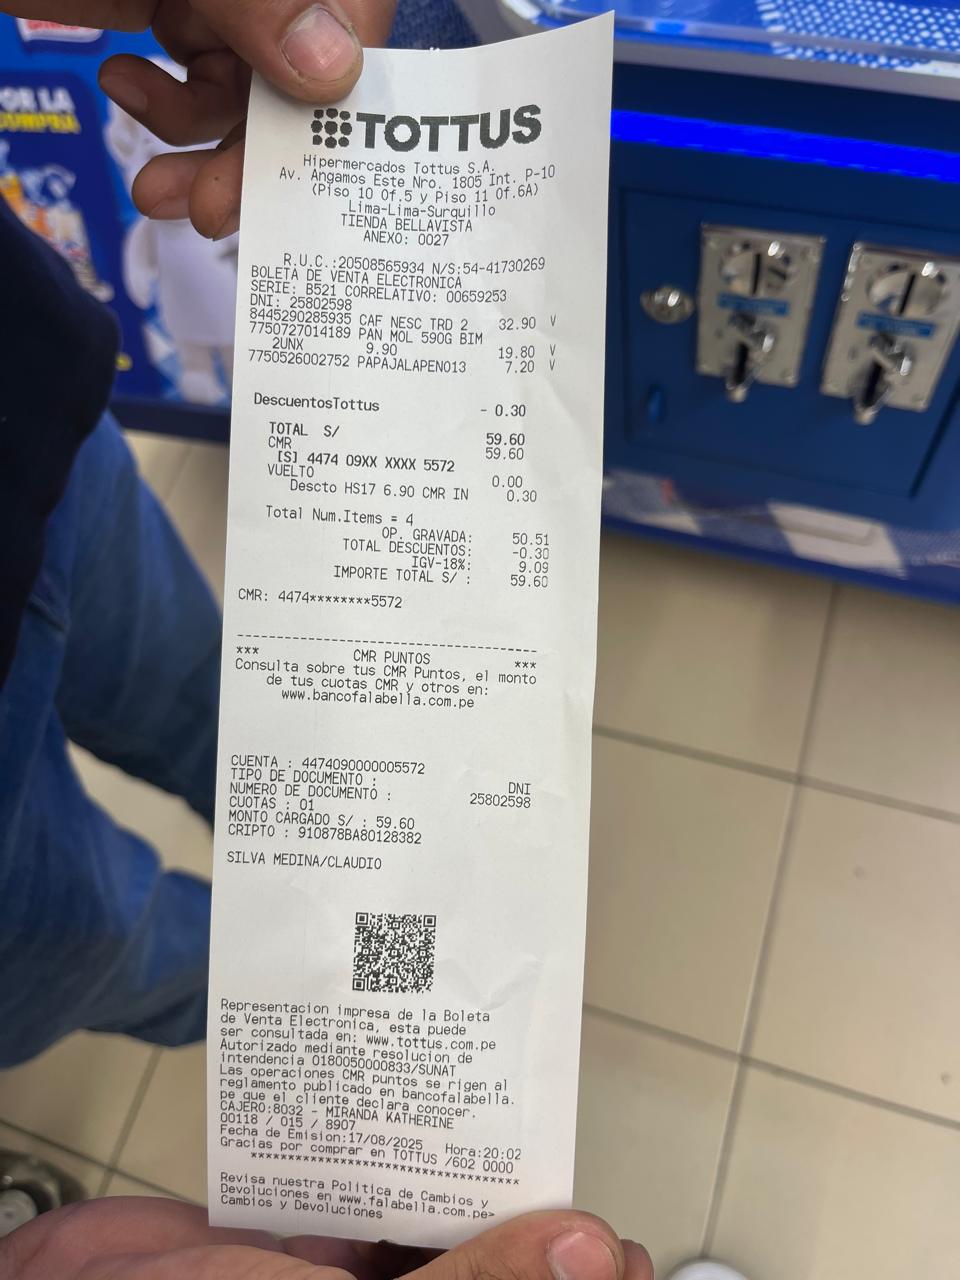 POR LA
COMPRA
TOTTUS
Hipermercados Tottus S.A.
Av. Angamos Este Nro. 1805 Int. P-10
(Piso 10 Of.5 y Piso 11 Of.6A)
Lima-Lima-Surquillo
TIENDA BELLAVISTA
ANEXO: 0027
R.U.C.:20508565934 N/S:54-41730269
BOLETA DE VENTA ELECTRONICA
SERIE: B521 CORRELATIVO: 00659253
DNI: 25802598
8445290285935 CAF NESC TRD 2 32.90 V
7750727014189 PAN MOL 590G BIM
2UNX 9.90 19.80 V
7750526002752 PAPAJALAPENO13 7.20 V
DescuentosTottus - 0.30
TOTAL S/ 59.60
CMR 59.60
[S] 4474 09XX XXXX 5572
VUELTO 0.00
Descto HS17 6.90 CMR IN 0.30
Total Num.Items = 4
OP. GRAVADA: 50.51
TOTAL DESCUENTOS: -0.30
IGV-18%: 9.09
IMPORTE TOTAL S/ : 59.60
CMR: 4474********5572
-------------------------------------
*** CMR PUNTOS ***
Consulta sobre tus CMR Puntos, el monto
de tus cuotas CMR y otros en:
www.bancofalabella.com.pe
CUENTA : 4474090000005572
TIPO DE DOCUMENTO : DNI
NUMERO DE DOCUMENTO : 25802598
CUOTAS : 01
MONTO CARGADO S/ : 59.60
CRIPTO : 910878BA80128382
SILVA MEDINA/CLAUDIO
Representacion impresa de la Boleta
de Venta Electronica, esta puede
ser consultada en: www.tottus.com.pe
Autorizado mediante resolucion de
intendencia 0180050000833/SUNAT
Las operaciones CMR puntos se rigen al
reglamento publicado en bancofalabella.
pe que el cliente declara conocer.
CAJERO:8032 - MIRANDA KATHERINE
00118 / 015 / 8907
Fecha de Emision:17/08/2025 Hora:20:02
Gracias por comprar en TOTTUS /602 0000
***********************************
Revisa nuestra Politica de Cambios y
Devoluciones en www.falabella.com.pe>
Cambios y Devoluciones